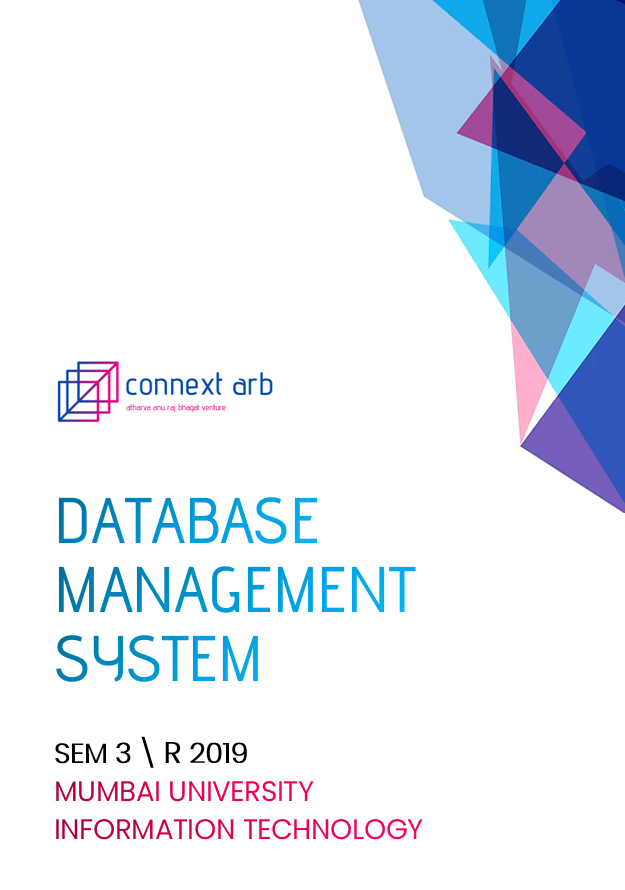 connext arb
atharva anu raj bhagat venture
DATABASE
MANAGEMENT
SYSTEM
SEM 3 \ R 2019
MUMBAI UNIVERSITY
INFORMATION TECHNOLOGY